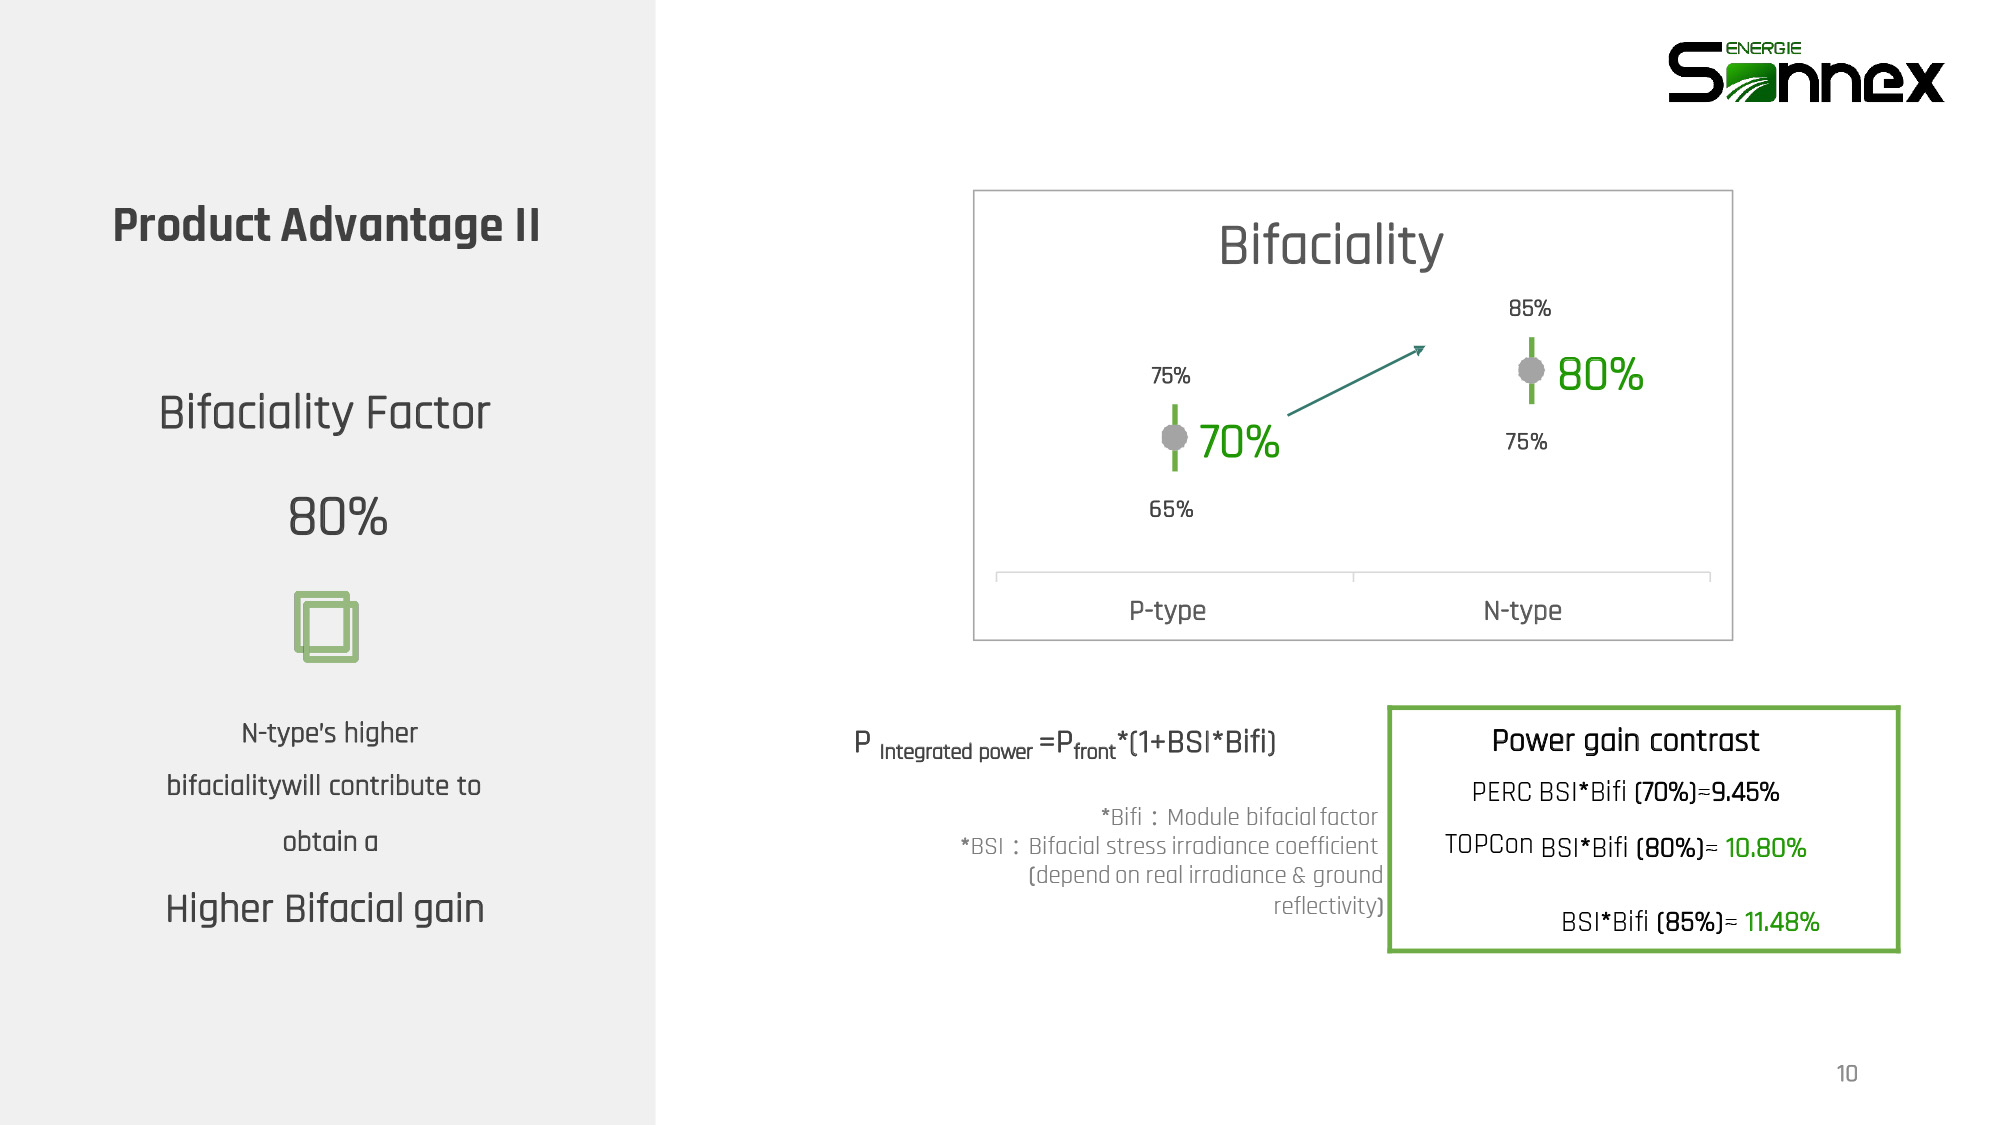 ENERGIE
Sonnex
Product Advantage II
Bifaciality Factor
80%
N-type’s higher
bifacialitywill contribute to
obtain a
Higher Bifacial gain
Bifaciality
85%
80%
75%
75%
70%
65%
P-type
N-type
P Integrated power =Pfront*(1+BSI*Bifi)
*Bifi：Module bifacial factor
*BSI：Bifacial stress irradiance coefficient
(depend on real irradiance & ground
reflectivity)
Power gain contrast
PERC BSI*Bifi (70%)=9.45%
TOPCon BSI*Bifi (80%)= 10.80%
BSI*Bifi (85%)= 11.48%
10